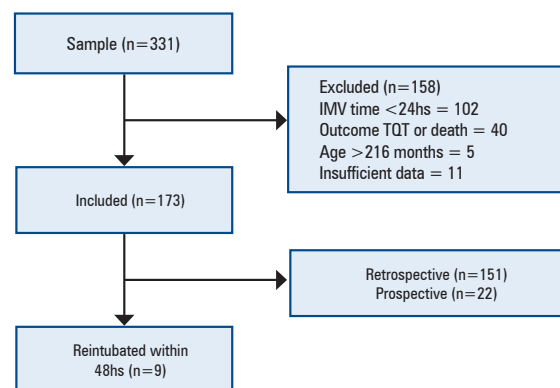 Sample (n=331)
Excluded (n=158)
IMV time <24hs = 102
Outcome TQT or death = 40
Age >216 months = 5
Insufficient data = 11
Included (n=173)
Retrospective (n=151)
Prospective (n=22)
Reintubated within
48hs (n=9)